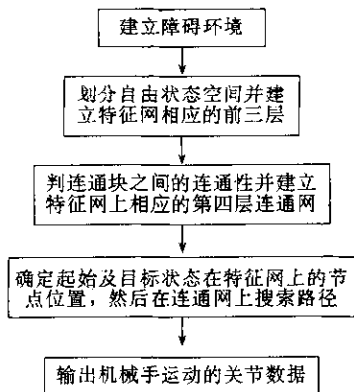 建立障碍环境
划分自由状态空间并建
立特征网相应的前三层
判连通块之间的连通性并建立
特征网上相应的第四层连通网
确定起始及目标状态在特征网上的节
点位置，然后在连通网上搜索路径
输出机械手运动的关节数据